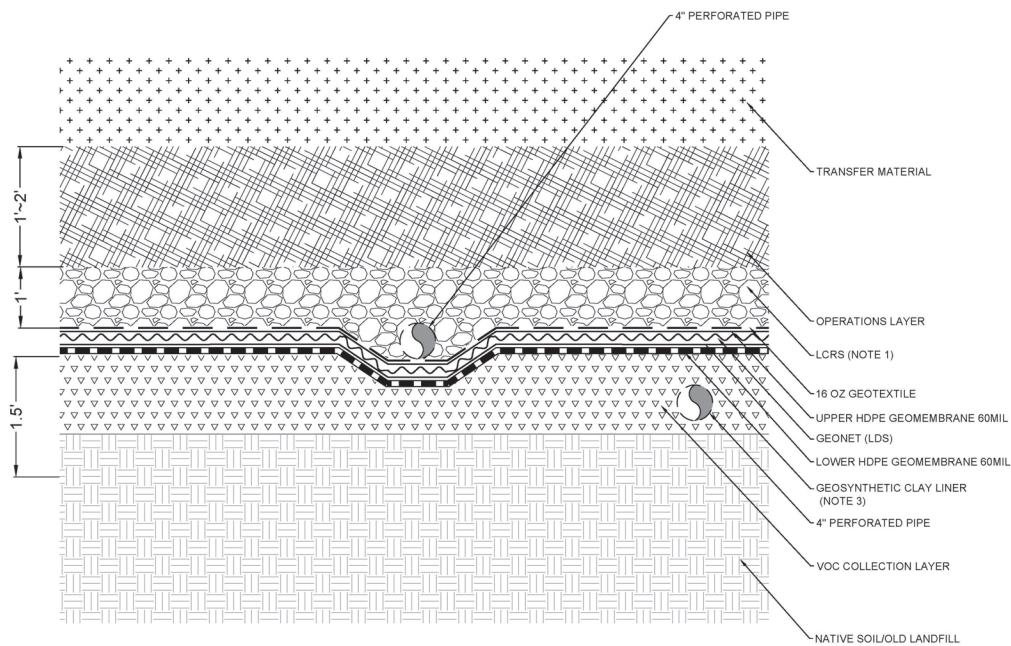 4" PERFORATED PIPE
TRANSFER MATERIAL
1'~2'
1'
OPERATIONS LAYER
LCRS (NOTE 1)
1.5'
16 OZ GEOTEXTILE
UPPER HDPE GEOMEMBRANE 60MIL
GEONET (LDS)
LOWER HDPE GEOMEMBRANE 60MIL
GEOSYNTHETIC CLAY LINER
(NOTE 3)
4" PERFORATED PIPE
VOC COLLECTION LAYER
NATIVE SOIL/OLD LANDFILL